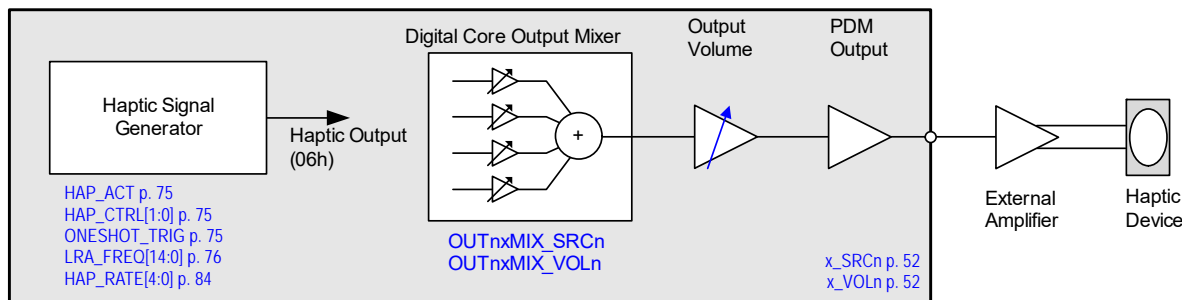 Digital Core Output Mixer
Output
Volume
PDM
Output
Haptic Signal
Generator
Haptic Output
(06h)
+
HAP_ACT p. 75
HAP_CTRL[1:0] p. 75
ONESHOT_TRIG p. 75
LRA_FREQ[14:0] p. 76
HAP_RATE[4:0] p. 84
OUTnxMIX_SRCn
OUTnxMIX_VOLn
x_SRCn p. 52
x_VOLn p. 52
External
Amplifier
Haptic
Device